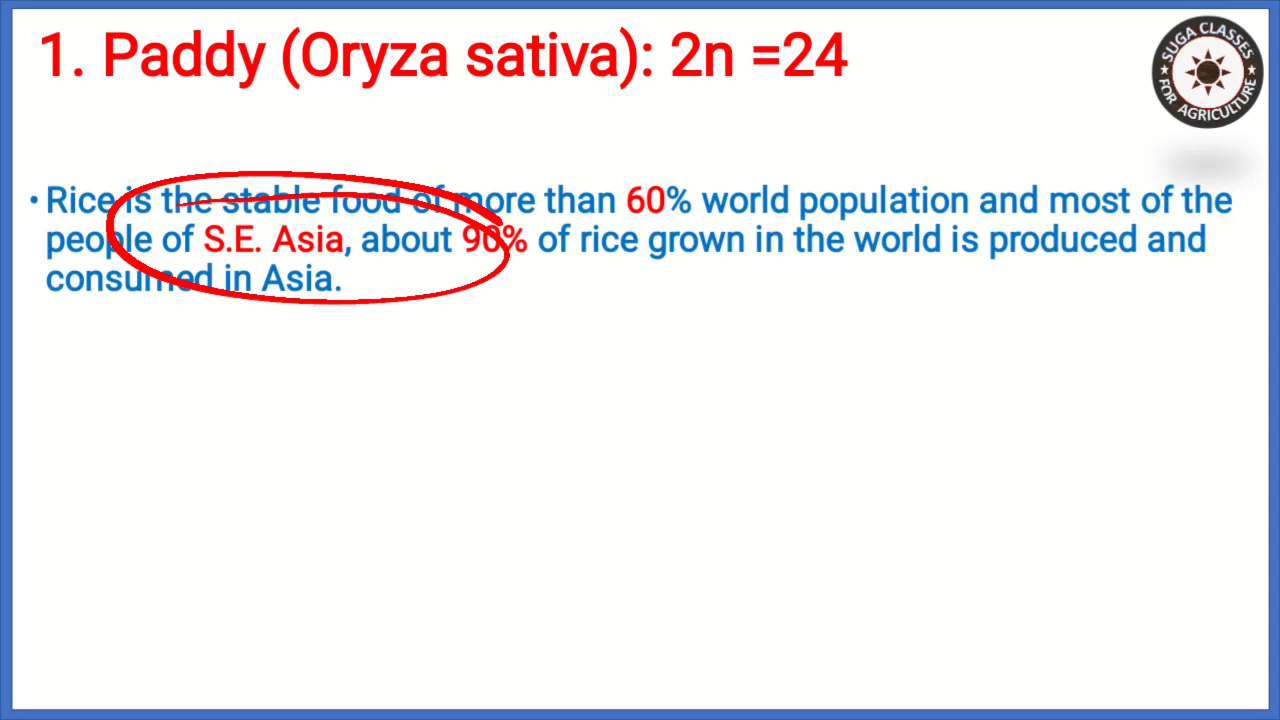 1. Paddy (Oryza sativa): 2n =24
SUGA CLASSES
FOR AGRICULTURE
• Rice is the stable food of more than 60% world population and most of the
people of S.E. Asia, about 90% of rice grown in the world is produced and
consumed in Asia.